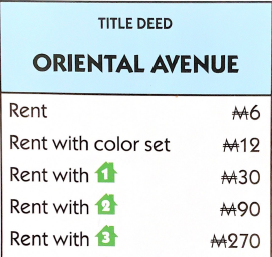 TITLE DEED
ORIENTAL AVENUE
Rent ₩6
Rent with color set ₩12
Rent with 1 ₩30
Rent with 2 ₩90
Rent with 3 ₩270